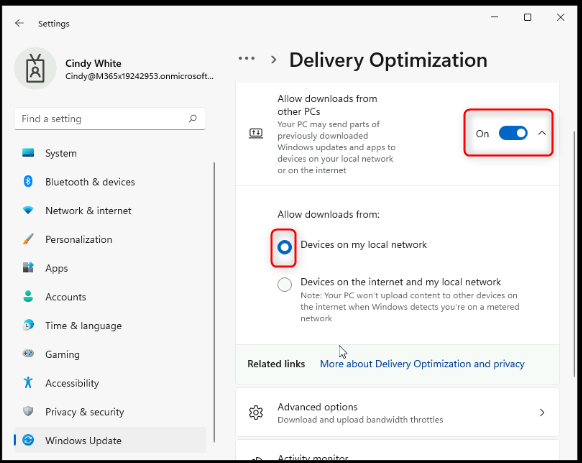 Settings
Cindy White
Cindy@M365x19242953.onmicrosoft...
Find a setting
System
Bluetooth & devices
Network & internet
Personalization
Apps
Accounts
Time & language
Gaming
Accessibility
Privacy & security
Windows Update
... > Delivery Optimization
Allow downloads from
other PCs
Your PC may send parts of
previously downloaded
Windows updates and apps to
devices on your local network
or on the internet
On
Allow downloads from:
Devices on my local network
Devices on the internet and my local network
Note: Your PC won't upload content to other devices on
the internet when Windows detects you're on a metered
network
Related links More about Delivery Optimization and privacy
Advanced options
Download and upload bandwidth throttles
Activity monitor